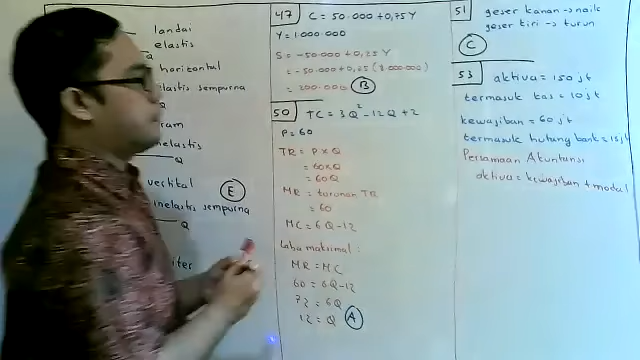 landai
elastis
Q
horizontal
elastis sempurna
Q
ram
inelastis
Q
vertikal
E
inelastis sempurna
Q
iter
47
C = 50.000 + 0,75Y
Y = 1.000.000
S = -50.000 + 0,25Y
= -50.000 + 0,25 (1.000.000)
= 200.000 B
50
TC = 3Q² - 12Q + 2
P = 60
TR = P x Q
= 60 x Q
= 60Q
MR = turunan TR
= 60
MC = 6Q - 12
Laba maksimal :
MR = MC
60 = 6Q - 12
72 = 6Q
12 = Q A
51
geser kanan -> naik
geser kiri -> turun
C
53
aktiva = 150 jt
termasuk kas = 10 jt
kewajiban = 60 jt
termasuk hutang bank = 15 jt
Persamaan Akuntansi
aktiva = kewajiban + modal